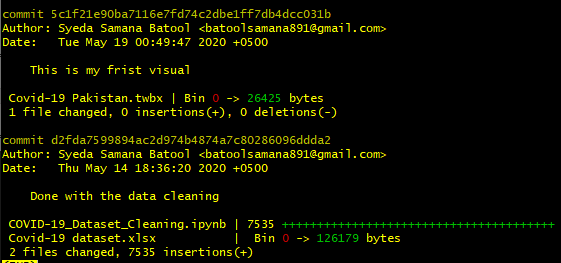 commit 5c1f21e90ba7116e7fd74c2dbe1ff7db4dcc031b
Author: Syeda Samana Batool <batoolsamana891@gmail.com>
Date:   Tue May 19 00:49:47 2020 +0500
This is my frist visual
Covid-19 Pakistan.twbx | Bin 0 -> 26425 bytes
1 file changed, 0 insertions(+), 0 deletions(-)
commit d2fda7599894ac2d974b4874a7c80286096ddda2
Author: Syeda Samana Batool <batoolsamana891@gmail.com>
Date:   Thu May 14 18:36:20 2020 +0500
Done with the data cleaning
COVID-19_Dataset_Cleaning.ipynb | 7535 +++++++++++++++++++++++++++++++++++++++
Covid-19 dataset.xlsx           |  Bin 0 -> 126179 bytes
2 files changed, 7535 insertions(+)